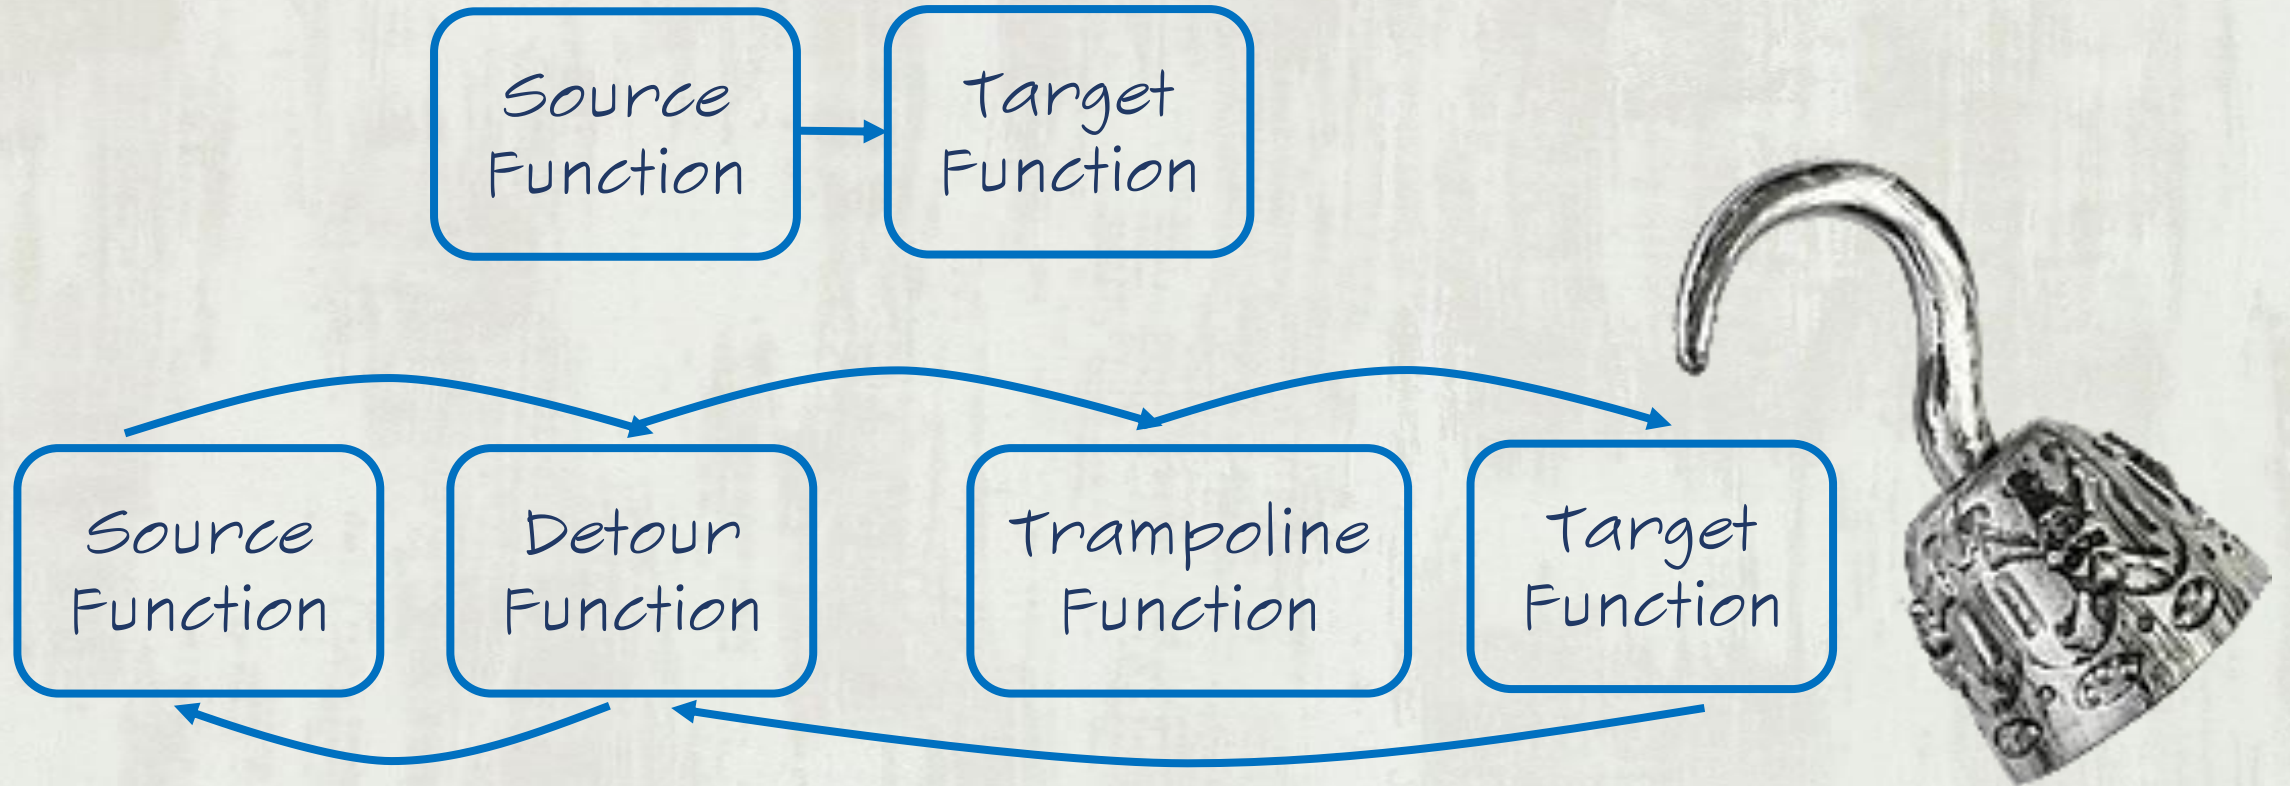 Source
Function
Target
Function
Source
Function
Detour
Function
Trampoline
Function
Target
Function